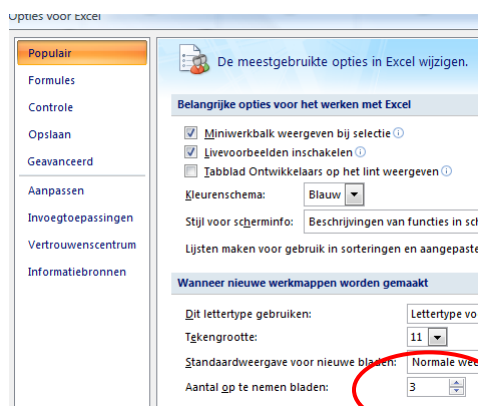 Opties voor Excel
Populair
Formules
Controle
Opslaan
Geavanceerd
Aanpassen
Invoegtoepassingen
Vertrouwenscentrum
Informatiebronnen
De meestgebruikte opties in Excel wijzigen.
Belangrijke opties voor het werken met Excel
Miniwerkbalk weergeven bij selectie
Livevoorbeelden inschakelen
Tabblad Ontwikkelaars op het lint weergeven
Kleurenschema: Blauw
Stijl voor scherminfo: Beschrijvingen van functies in sch
Lijsten maken voor gebruik in sorteringen en aangepaste
Wanneer nieuwe werkmappen worden gemaakt
Dit lettertype gebruiken: Lettertype vo
Tekengrootte: 11
Standaardweergave voor nieuwe bladen: Normale wee
Aantal op te nemen bladen: 3